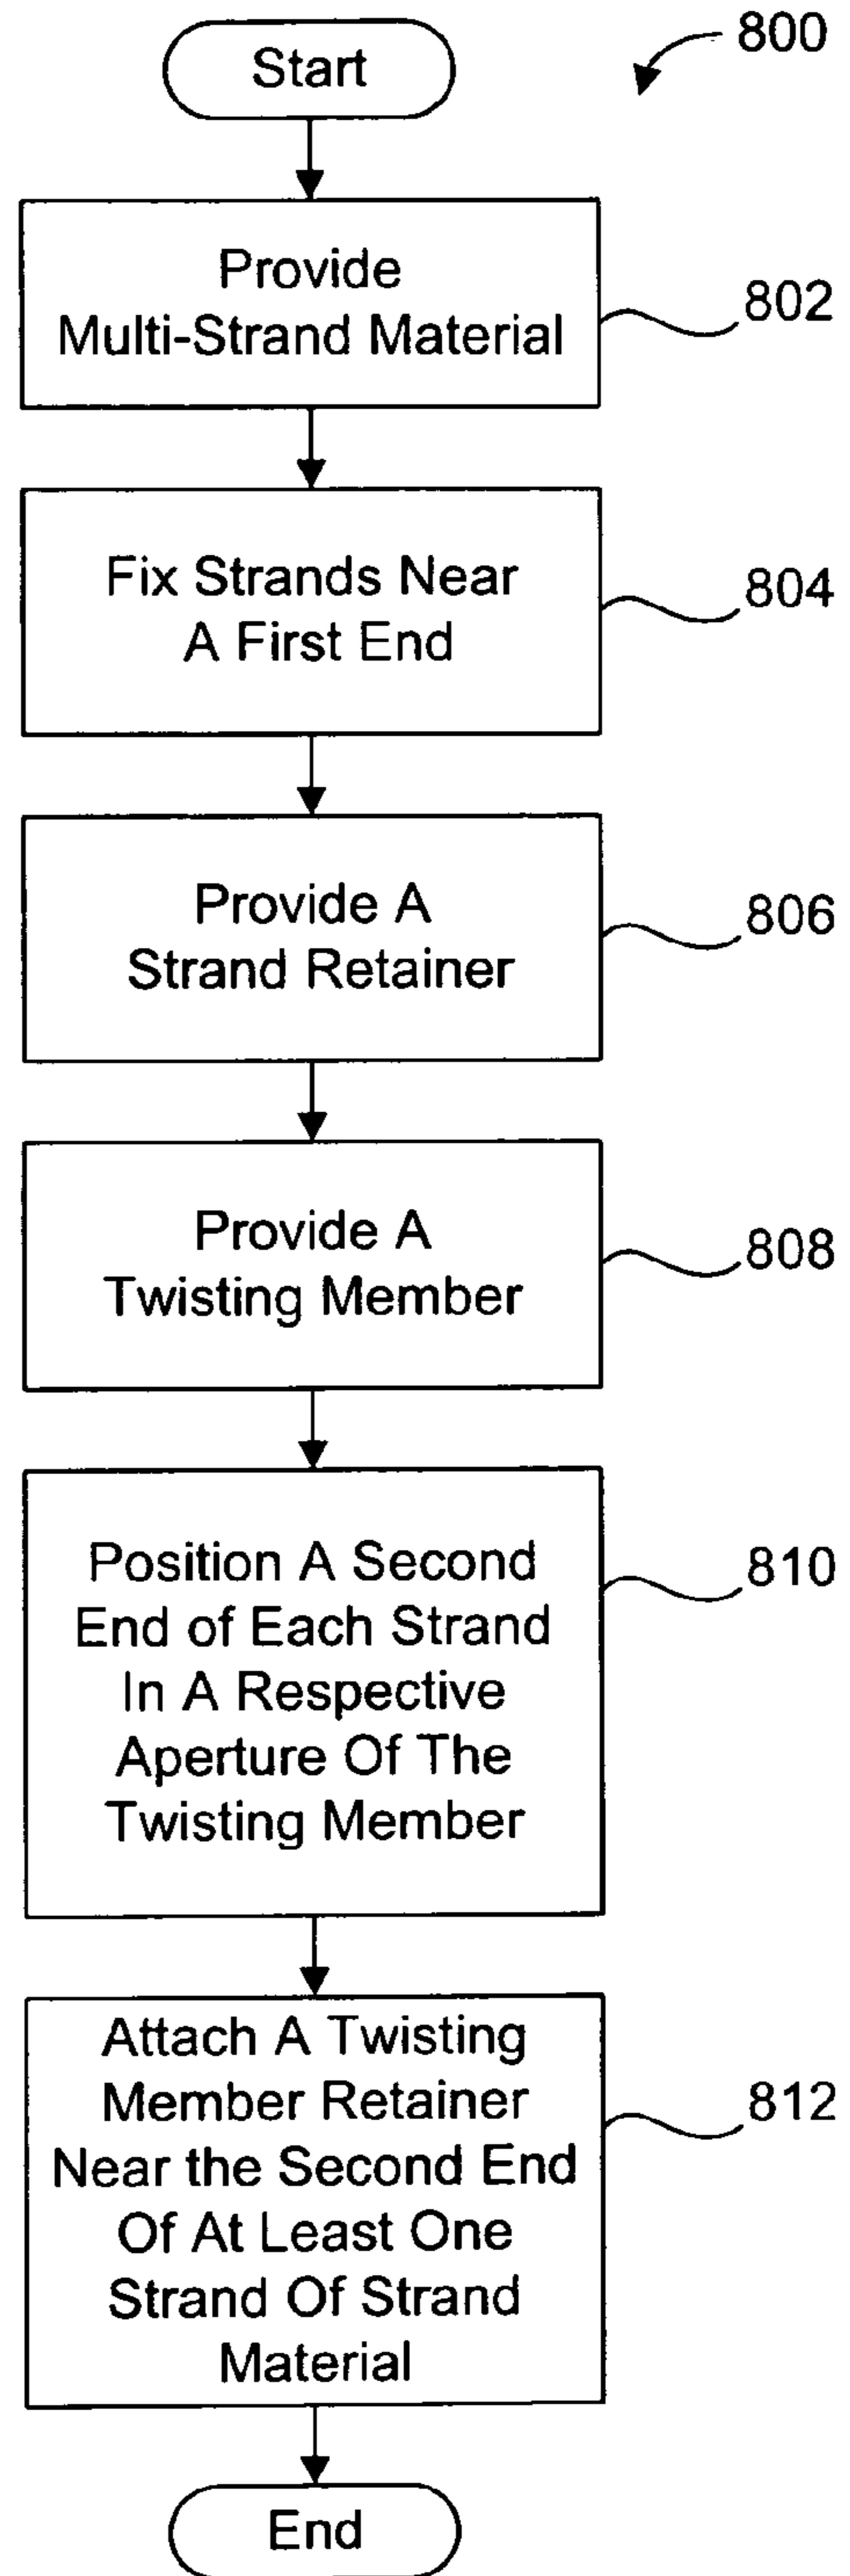 800
Start
Provide
Multi-Strand Material
802
Fix Strands Near
A First End
804
Provide A
Strand Retainer
806
Provide A
Twisting Member
808
Position A Second
End of Each Strand
In A Respective
Aperture Of The
Twisting Member
810
Attach A Twisting
Member Retainer
Near the Second End
Of At Least One
Strand Of Strand
Material
812
End